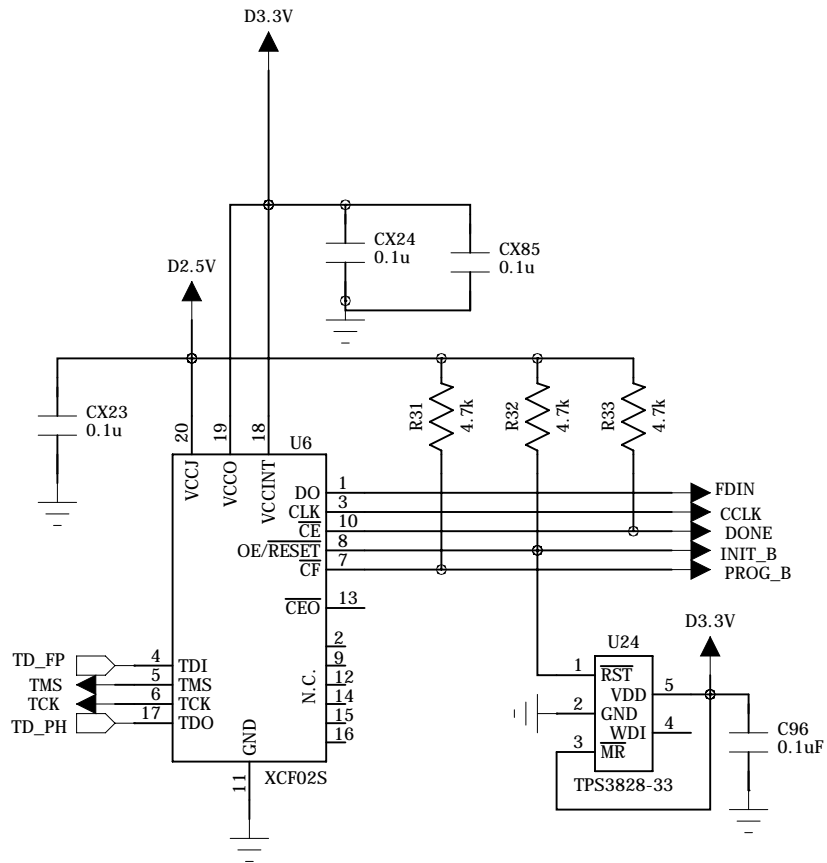 D3.3V
CX24
0.1u
CX85
0.1u
D2.5V
CX23
0.1u
R31
4.7k
R32
4.7k
R33
4.7k
20
19
18
U6
VCCJ
VCCO
VCCINT
DO
1
FDIN
CLK
3
CCLK
CE
10
DONE
OE/RESET
8
INIT_B
CF
7
PROG_B
CEO
13
N.C.
2
9
12
14
15
16
TD_FP
4
TDI
TMS
5
TMS
TCK
6
TCK
TD_PH
17
TDO
GND
11
XCF02S
D3.3V
U24
1
RST
VDD
5
2
GND
WDI
4
3
MR
TPS3828-33
C96
0.1uF